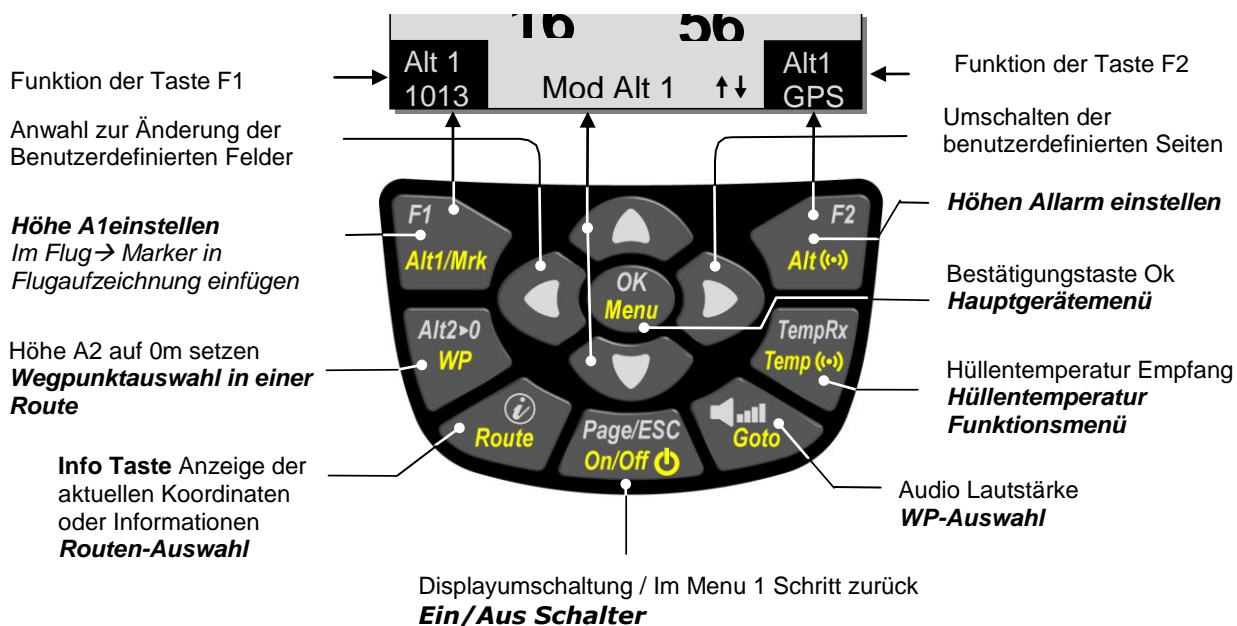 16 56
Alt 1
1013
Mod Alt 1 ↑↓
Alt1
GPS
Funktion der Taste F1
Funktion der Taste F2
Anwahl zur Änderung der
Benutzerdefinierten Felder
Umschalten der
benutzerdefinierten Seiten
Höhe A1einstellen
Im Flug→ Marker in
Flugaufzeichnung einfügen
Höhen Allarm einstellen
Bestätigungstaste Ok
Hauptgerätemenü
Höhe A2 auf 0m setzen
Wegpunktauswahl in einer
Route
Hüllentemperatur Empfang
Hüllentemperatur
Funktionsmenü
Info Taste Anzeige der
aktuellen Koordinaten
oder Informationen
Routen-Auswahl
Audio Lautstärke
WP-Auswahl
Displayumschaltung / Im Menu 1 Schritt zurück
Ein/Aus Schalter
F1
Alt1/Mrk
F2
Alt ((•))
OK
Menu
Alt2▸0
WP
TempRx
Temp ((•))
i
Route
Page/ESC
On/Off
Goto